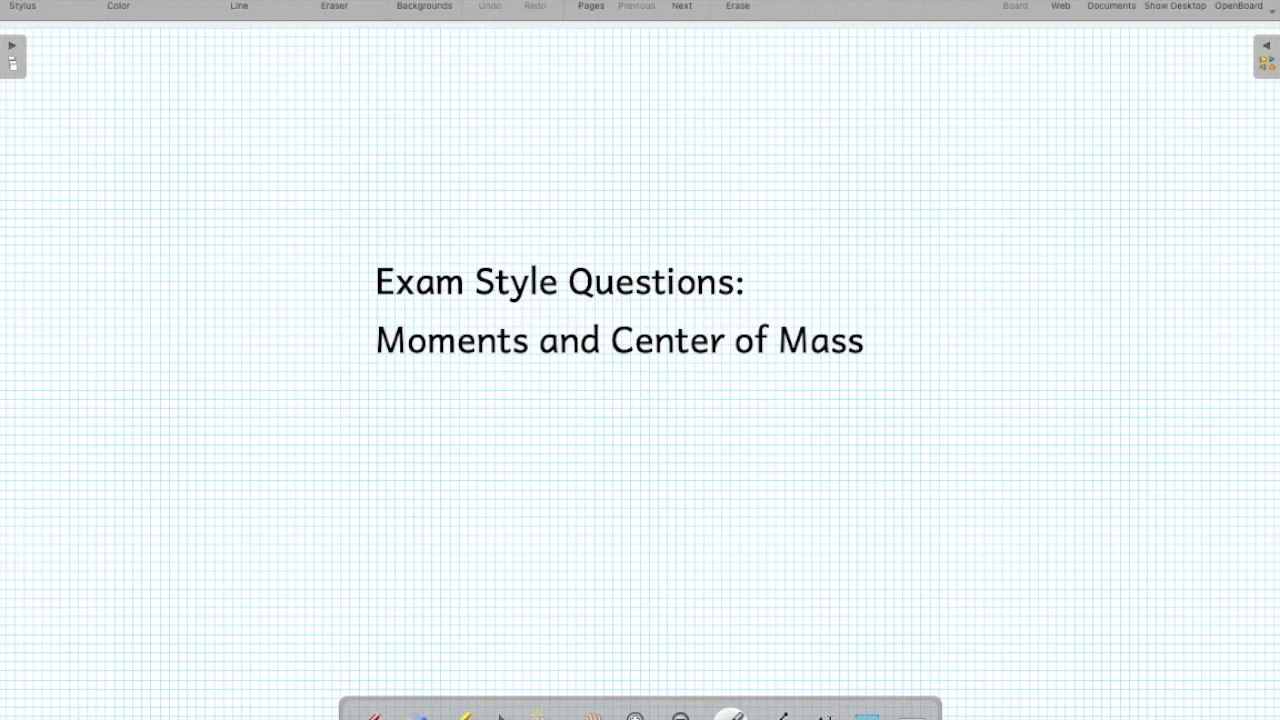 Stylus Color Line Eraser Backgrounds Undo Redo Pages Previous Next Erase Board Web Documents Show Desktop OpenBoard
Exam Style Questions:
Moments and Center of Mass